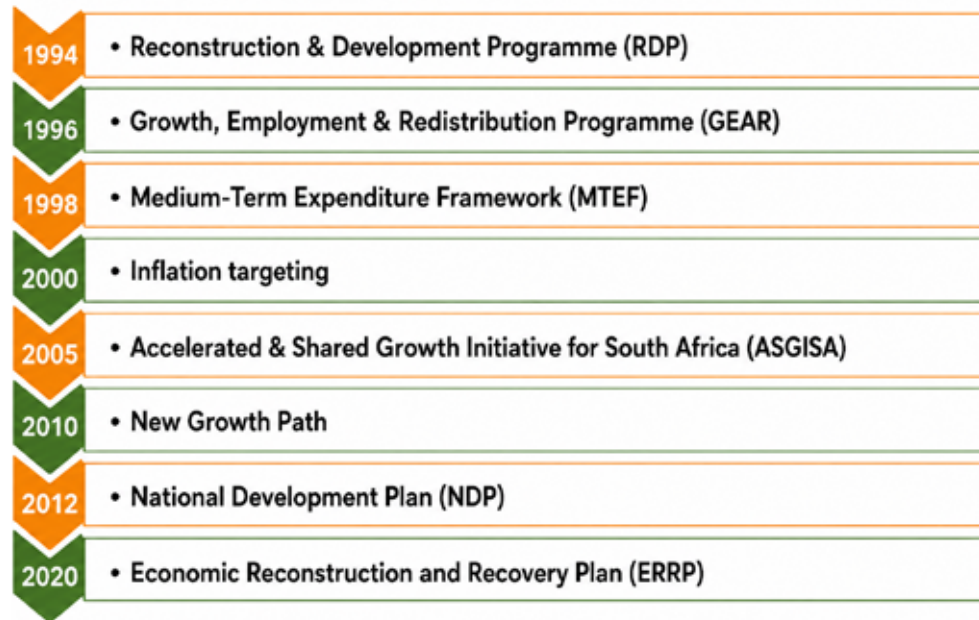 1994 • Reconstruction & Development Programme (RDP)
1996 • Growth, Employment & Redistribution Programme (GEAR)
1998 • Medium-Term Expenditure Framework (MTEF)
2000 • Inflation targeting
2005 • Accelerated & Shared Growth Initiative for South Africa (ASGISA)
2010 • New Growth Path
2012 • National Development Plan (NDP)
2020 • Economic Reconstruction and Recovery Plan (ERRP)